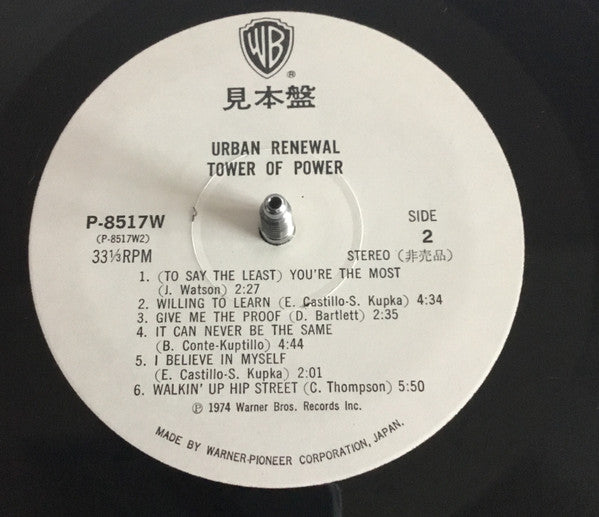 WB
®
見本盤
URBAN RENEWAL
TOWER OF POWER
P-8517W
(P-8517W2)
33⅓RPM
SIDE
2
STEREO (非売品)
1. (TO SAY THE LEAST) YOU'RE THE MOST
(J. Watson) 2:27
2. WILLING TO LEARN (E. Castillo-S. Kupka) 4:34
3. GIVE ME THE PROOF (D. Bartlett) 2:35
4. IT CAN NEVER BE THE SAME
(B. Conte-Kuptillo) 4:44
5. I BELIEVE IN MYSELF
(E. Castillo-S. Kupka) 2:01
6. WALKIN' UP HIP STREET (C. Thompson) 5:50
Ⓟ 1974 Warner Bros. Records Inc.
MADE BY WARNER-PIONEER CORPORATION, JAPAN.